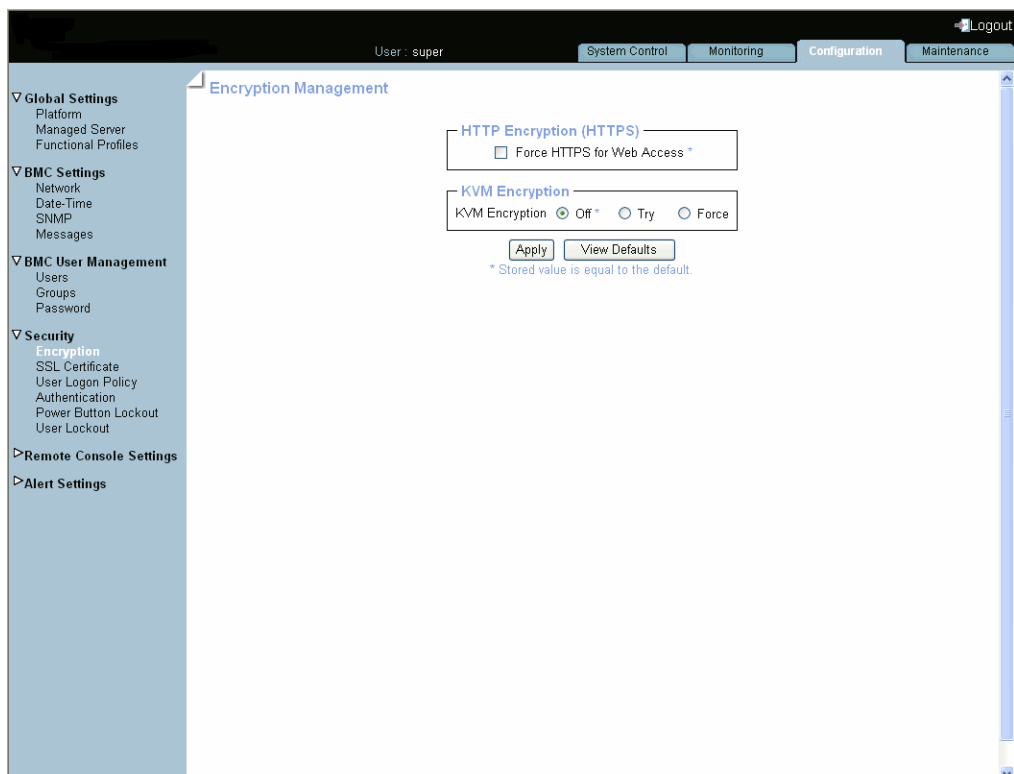 Logout
User : super
System Control
Monitoring
Configuration
Maintenance
Global Settings
Platform
Managed Server
Functional Profiles
BMC Settings
Network
Date-Time
SNMP
Messages
BMC User Management
Users
Groups
Password
Security
Encryption
SSL Certificate
User Logon Policy
Authentication
Power Button Lockout
User Lockout
Remote Console Settings
Alert Settings
Encryption Management
HTTP Encryption (HTTPS)
Force HTTPS for Web Access *
KVM Encryption
KVM Encryption Off * Try Force
Apply View Defaults
* Stored value is equal to the default.